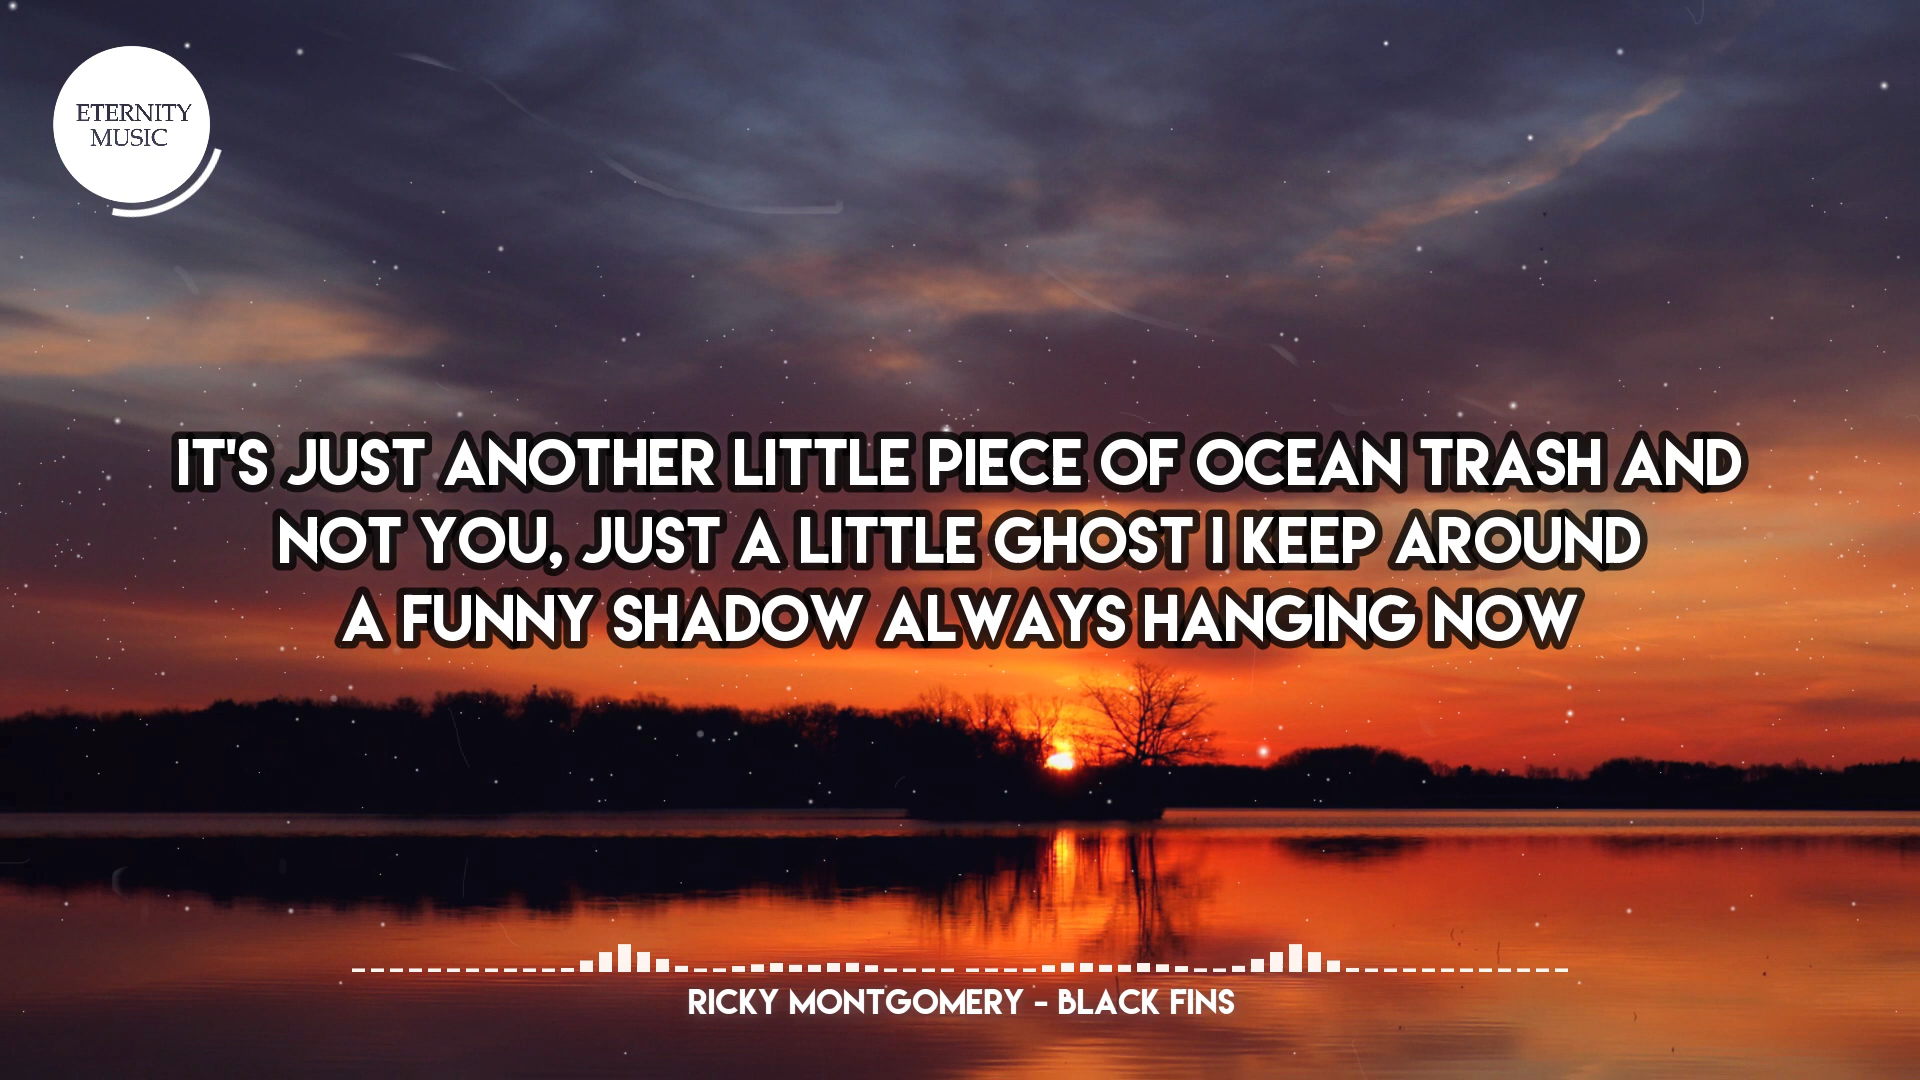 ETERNITY
MUSIC
IT'S JUST ANOTHER LITTLE PIECE OF OCEAN TRASH AND
NOT YOU, JUST A LITTLE GHOST I KEEP AROUND
A FUNNY SHADOW ALWAYS HANGING NOW
RICKY MONTGOMERY - BLACK FINS